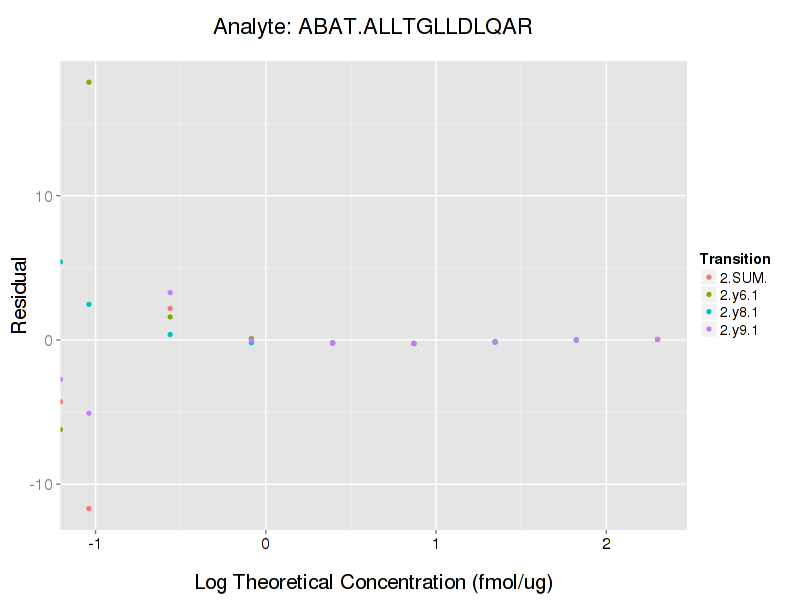 Analyte: ABAT.ALLTGLLDLQAR
10
0
-10
Residual
-1 0 1 2
Log Theoretical Concentration (fmol/ug)
Transition
2.SUM.
2.y6.1
2.y8.1
2.y9.1